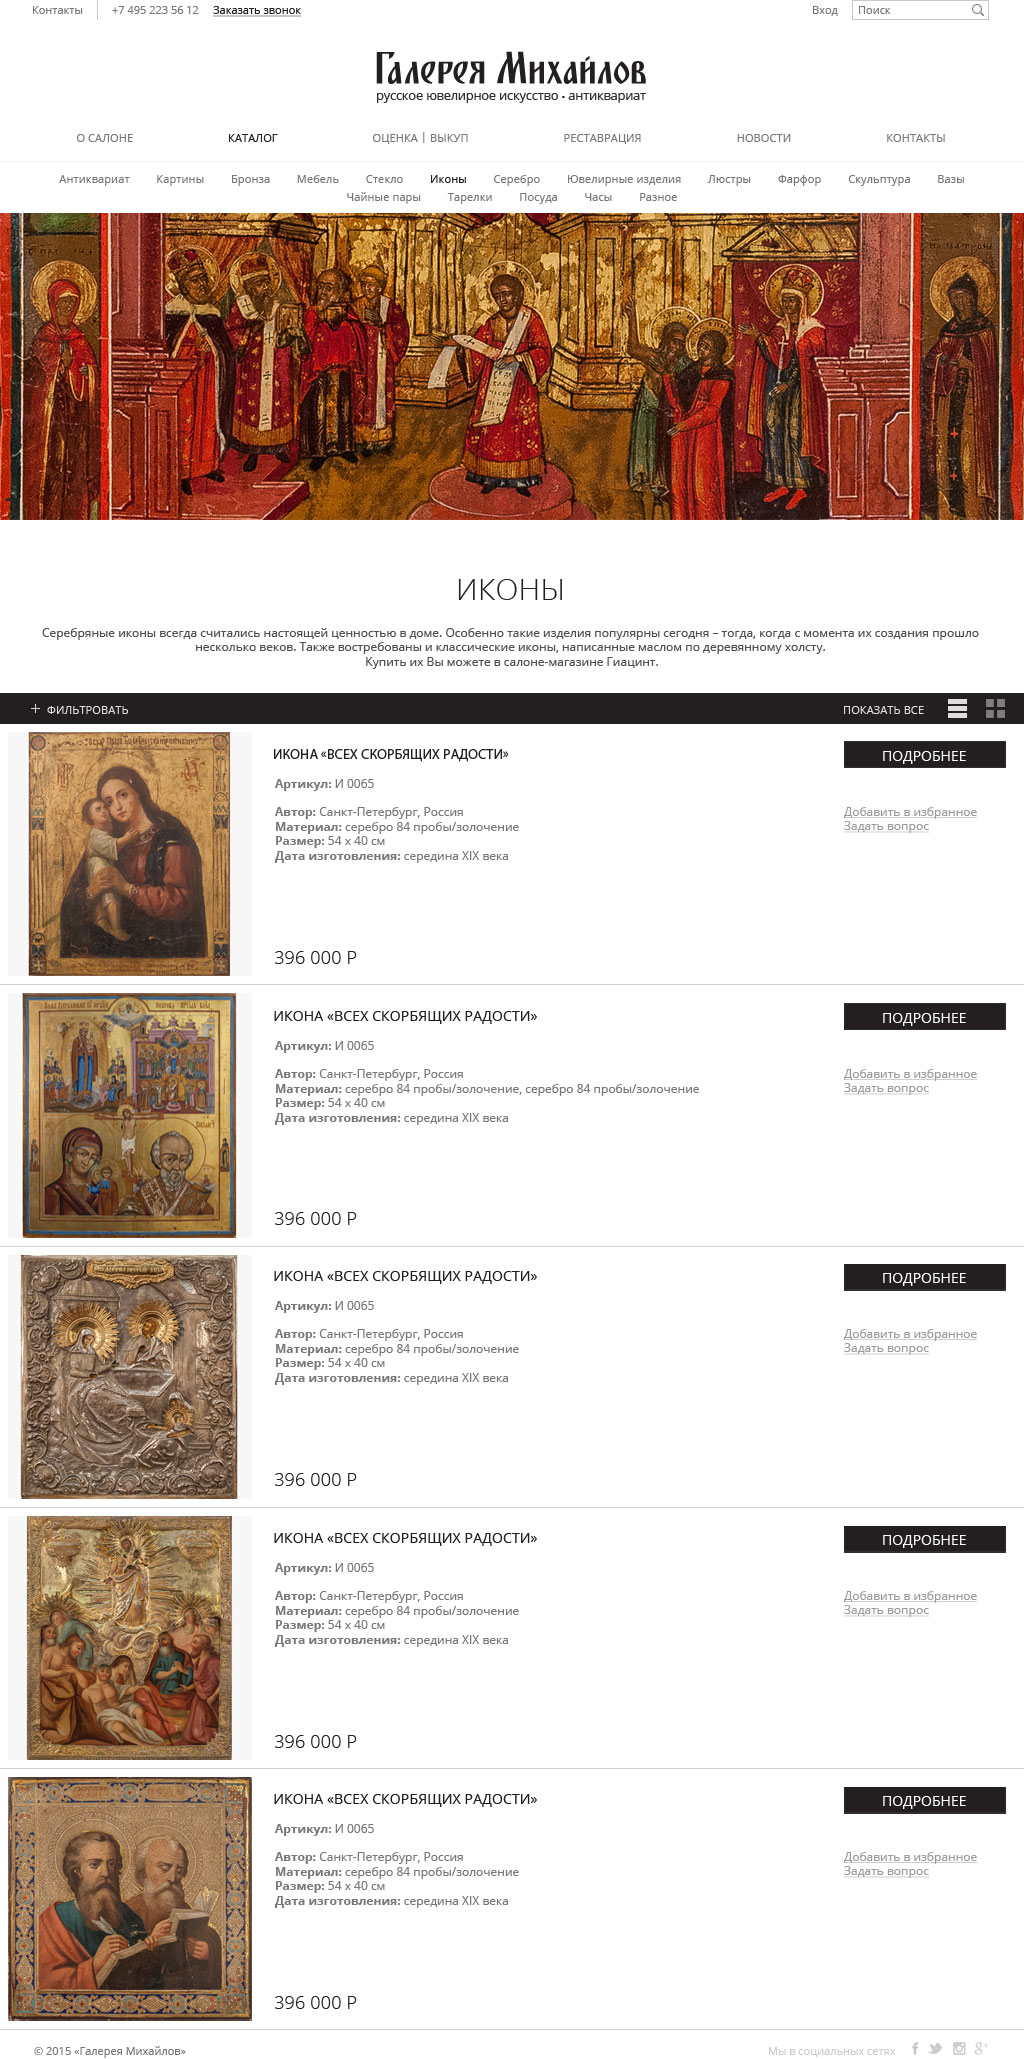 Контакты
+7 495 223 56 12
Заказать звонок
Вход
Поиск
Галерея Михайлов
русское ювелирное искусство - антиквариат
О САЛОНЕ
КАТАЛОГ
ОЦЕНКА | ВЫКУП
РЕСТАВРАЦИЯ
НОВОСТИ
КОНТАКТЫ
Антиквариат Картины Бронза Мебель Стекло Иконы Серебро Ювелирные изделия Люстры Фарфор Скульптура Вазы
Чайные пары Тарелки Посуда Часы Разное
ИКОНЫ
Серебряные иконы всегда считались настоящей ценностью в доме. Особенно такие изделия популярны сегодня – тогда, когда с момента их создания прошло
несколько веков. Также востребованы и классические иконы, написанные маслом по деревянному холсту.
Купить их Вы можете в салоне-магазине Гиацинт.
+ ФИЛЬТРОВАТЬ
ПОКАЗАТЬ ВСЕ
ИКОНА «ВСЕХ СКОРБЯЩИХ РАДОСТИ»
Артикул: И 0065
Автор: Санкт-Петербург, Россия
Материал: серебро 84 пробы/золочение
Размер: 54 х 40 см
Дата изготовления: середина XIX века
396 000 Р
ПОДРОБНЕЕ
Добавить в избранное
Задать вопрос
ИКОНА «ВСЕХ СКОРБЯЩИХ РАДОСТИ»
Артикул: И 0065
Автор: Санкт-Петербург, Россия
Материал: серебро 84 пробы/золочение, серебро 84 пробы/золочение
Размер: 54 х 40 см
Дата изготовления: середина XIX века
396 000 Р
ПОДРОБНЕЕ
Добавить в избранное
Задать вопрос
ИКОНА «ВСЕХ СКОРБЯЩИХ РАДОСТИ»
Артикул: И 0065
Автор: Санкт-Петербург, Россия
Материал: серебро 84 пробы/золочение
Размер: 54 х 40 см
Дата изготовления: середина XIX века
396 000 Р
ПОДРОБНЕЕ
Добавить в избранное
Задать вопрос
ИКОНА «ВСЕХ СКОРБЯЩИХ РАДОСТИ»
Артикул: И 0065
Автор: Санкт-Петербург, Россия
Материал: серебро 84 пробы/золочение
Размер: 54 х 40 см
Дата изготовления: середина XIX века
396 000 Р
ПОДРОБНЕЕ
Добавить в избранное
Задать вопрос
ИКОНА «ВСЕХ СКОРБЯЩИХ РАДОСТИ»
Артикул: И 0065
Автор: Санкт-Петербург, Россия
Материал: серебро 84 пробы/золочение
Размер: 54 х 40 см
Дата изготовления: середина XIX века
396 000 Р
ПОДРОБНЕЕ
Добавить в избранное
Задать вопрос
© 2015 «Галерея Михайлов»
Мы в социальных сетях